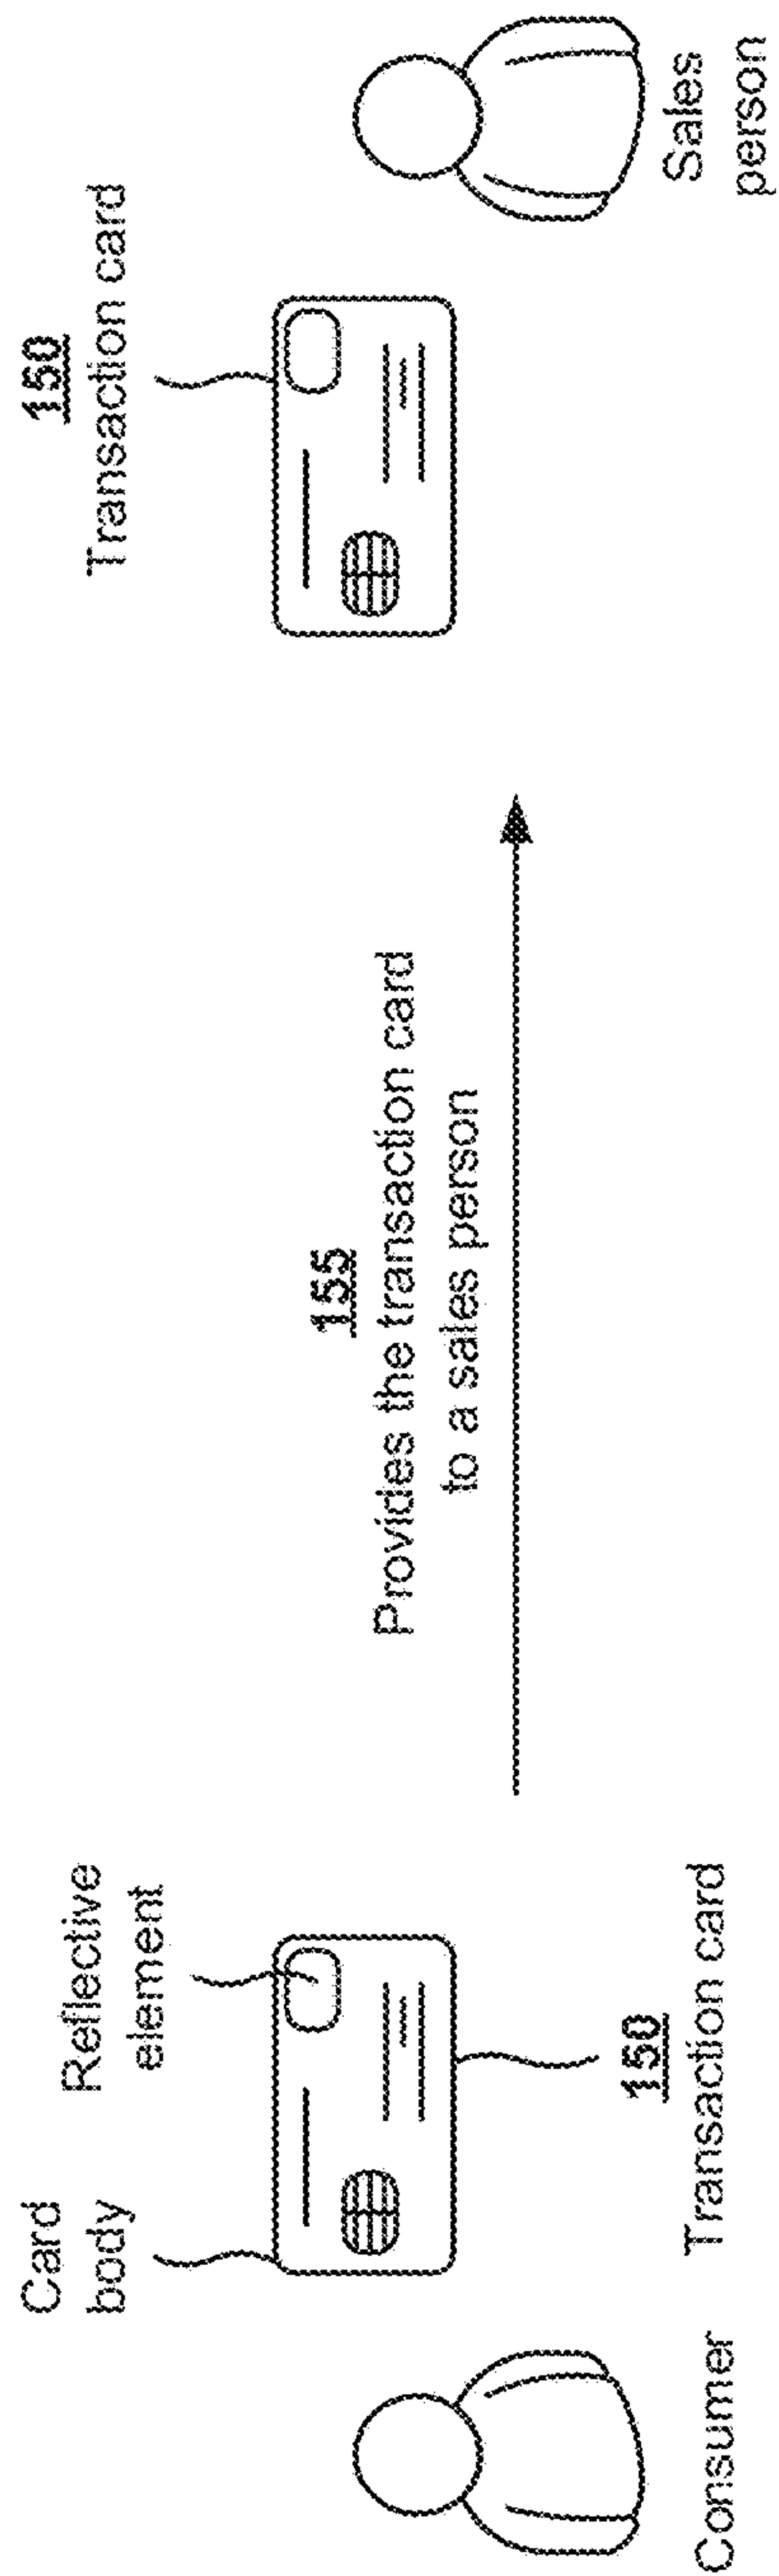 Card
body
Reflective
element
150
Transaction card
Consumer
155
Provides the transaction card
to a sales person
150
Transaction card
Sales
person